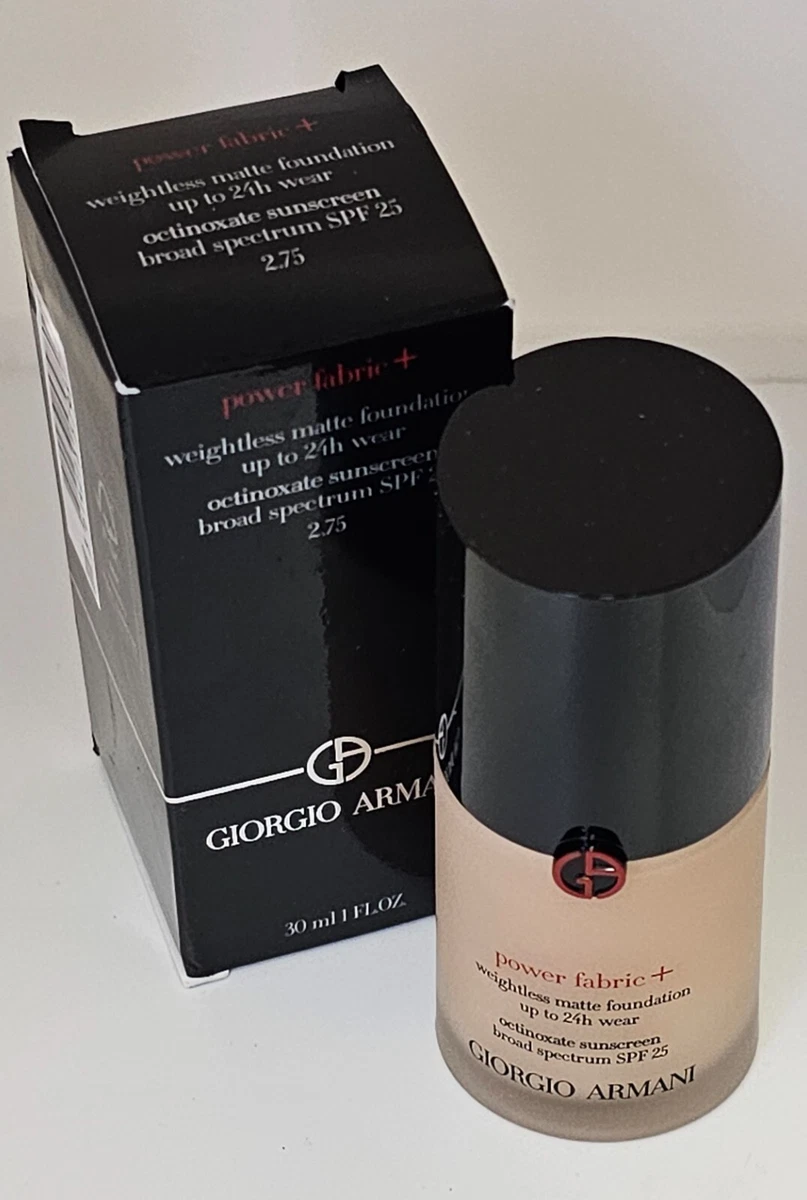 power fabric +
weightless matte foundation
up to 24h wear
octinoxate sunscreen
broad spectrum SPF 25
2.75
power fabric +
weightless matte foundation
up to 24h wear
octinoxate sunscreen
broad spectrum SPF
2.75
GA
GIORGIO ARMA
30 ml 1 FL.OZ.
GA
power fabric +
weightless matte foundation
up to 24h wear
octinoxate sunscreen
broad spectrum SPF 25
GIORGIO ARMANI